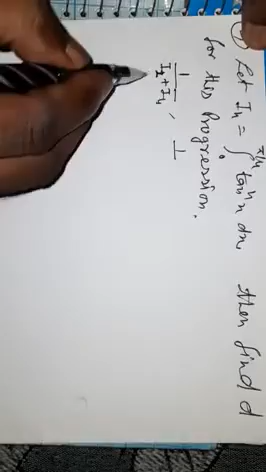 Let Iₙ = ∫₀^{π/4} tanⁿx dx then find d
for this Progression.
1/(I₂+I₄), 1